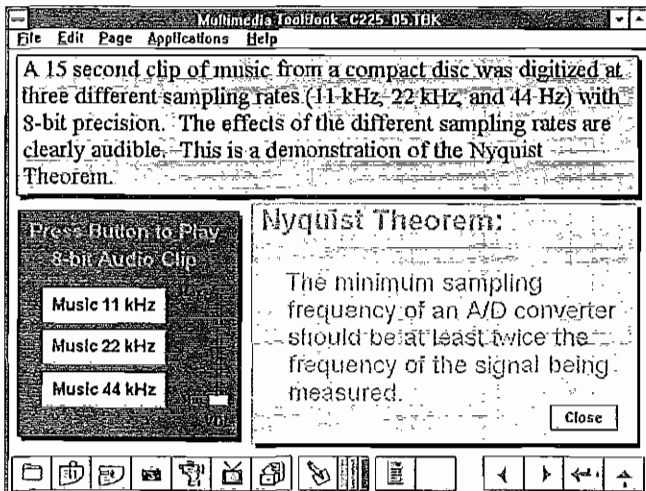 Multimedia ToolBook - C225_05.TBK
File Edit Page Applications Help
A 15 second clip of music from a compact disc was digitized at
three different sampling rates (11 kHz, 22 kHz, and 44 Hz) with
8-bit precision. The effects of the different sampling rates are
clearly audible. This is a demonstration of the Nyquist
Theorem.
Press Button to Play
8-bit Audio Clip
Music 11 kHz
Music 22 kHz
Music 44 kHz
Vol
Nyquist Theorem:
The minimum sampling
frequency of an A/D converter
should be at least twice the
frequency of the signal being
measured.
Close